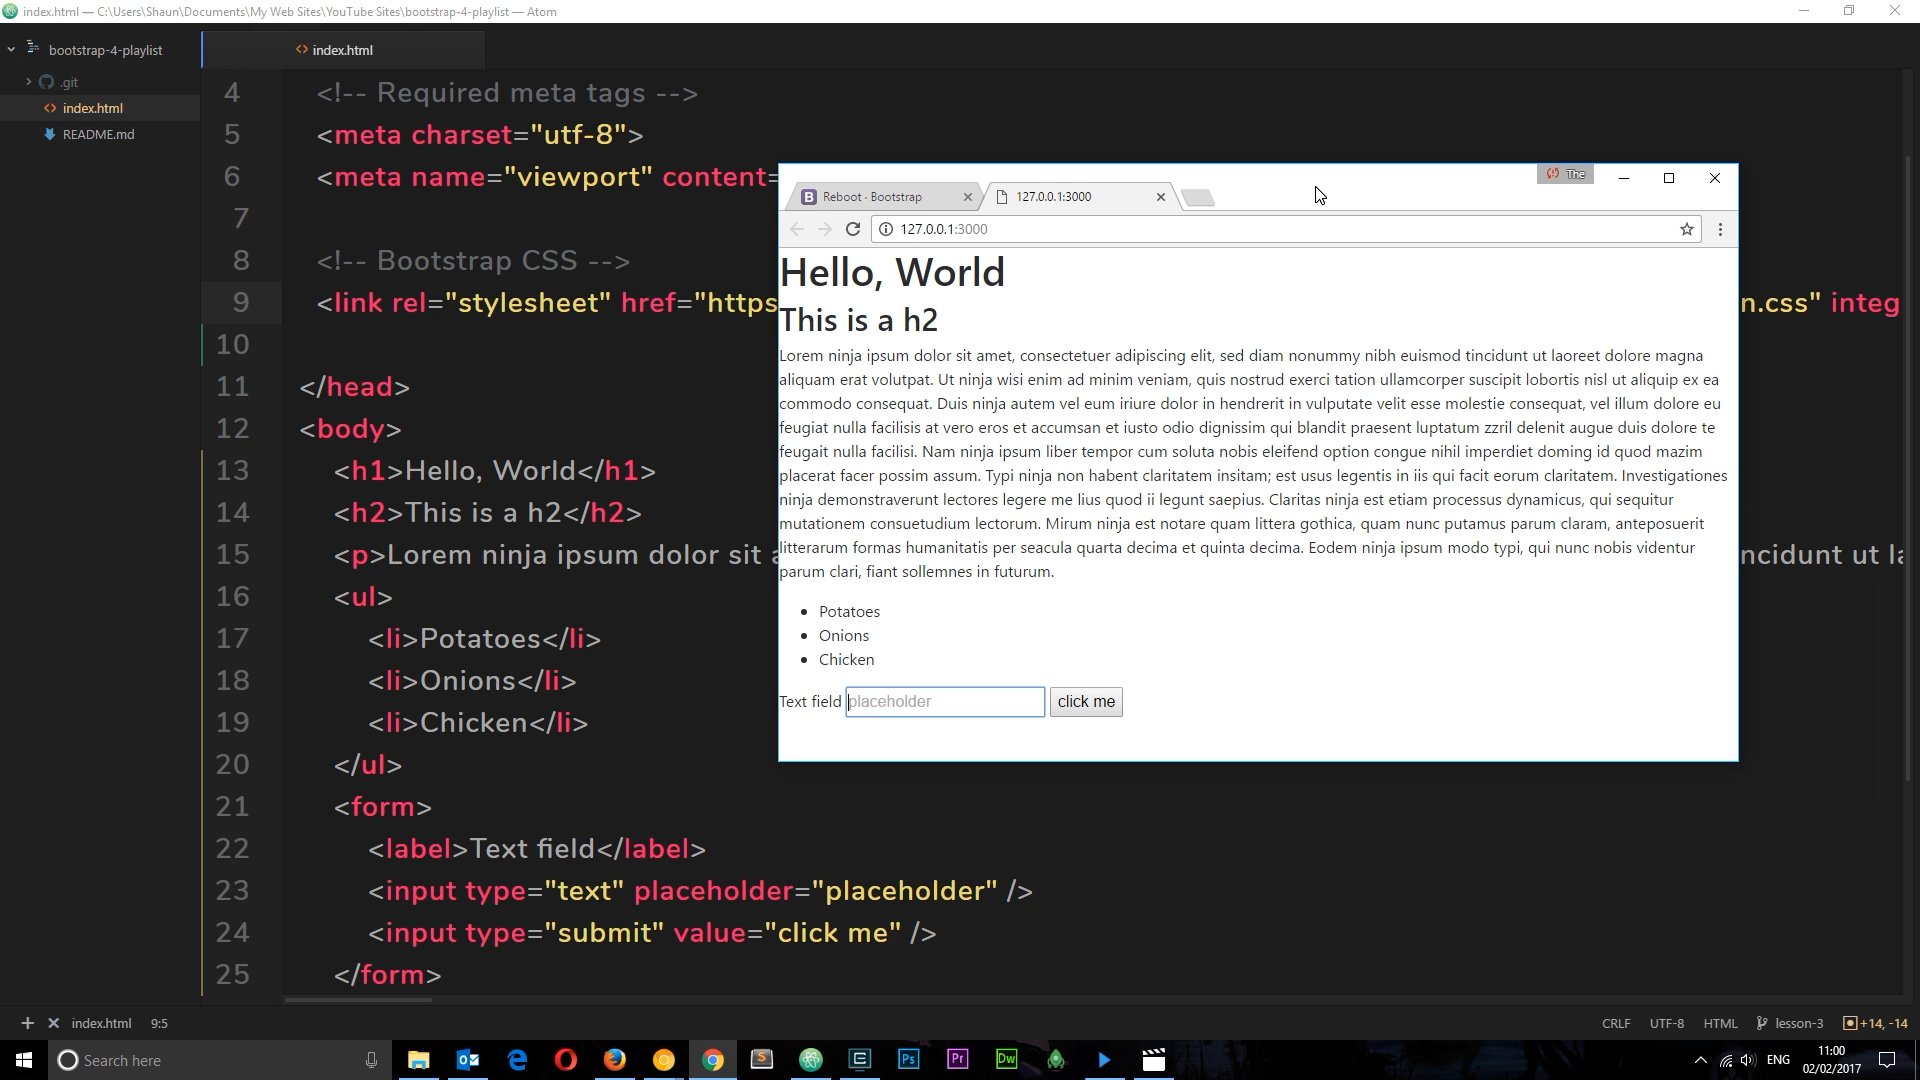 index.html — C:\Users\Shaun\Documents\My Web Sites\YouTube Sites\bootstrap-4-playlist — Atom
bootstrap-4-playlist
.git
index.html
README.md
index.html
4 <!-- Required meta tags -->
5 <meta charset="utf-8">
6 <meta name="viewport" content=
7
8 <!-- Bootstrap CSS -->
9 <link rel="stylesheet" href="https n.css" integ
10
11 </head>
12 <body>
13 <h1>Hello, World</h1>
14 <h2>This is a h2</h2>
15 <p>Lorem ninja ipsum dolor sit ncidunt ut
16 <ul>
17 <li>Potatoes</li>
18 <li>Onions</li>
19 <li>Chicken</li>
20 </ul>
21 <form>
22 <label>Text field</label>
23 <input type="text" placeholder="placeholder" />
24 <input type="submit" value="click me" />
25 </form>
The
Reboot · Bootstrap
127.0.0.1:3000
127.0.0.1:3000
Hello, World
This is a h2
Lorem ninja ipsum dolor sit amet, consectetuer adipiscing elit, sed diam nonummy nibh euismod tincidunt ut laoreet dolore magna
aliquam erat volutpat. Ut ninja wisi enim ad minim veniam, quis nostrud exerci tation ullamcorper suscipit lobortis nisl ut aliquip ex ea
commodo consequat. Duis ninja autem vel eum iriure dolor in hendrerit in vulputate velit esse molestie consequat, vel illum dolore eu
feugiat nulla facilisis at vero eros et accumsan et iusto odio dignissim qui blandit praesent luptatum zzril delenit augue duis dolore te
feugait nulla facilisi. Nam ninja ipsum liber tempor cum soluta nobis eleifend option congue nihil imperdiet doming id quod mazim
placerat facer possim assum. Typi ninja non habent claritatem insitam; est usus legentis in iis qui facit eorum claritatem. Investigationes
ninja demonstraverunt lectores legere me lius quod ii legunt saepius. Claritas ninja est etiam processus dynamicus, qui sequitur
mutationem consuetudium lectorum. Mirum ninja est notare quam littera gothica, quam nunc putamus parum claram, anteposuerit
litterarum formas humanitatis per seacula quarta decima et quinta decima. Eodem ninja ipsum modo typi, qui nunc nobis videntur
parum clari, fiant sollemnes in futurum.
Potatoes
Onions
Chicken
Text field placeholder click me
index.html 9:5
CRLF UTF-8 HTML lesson-3 +14, -14
Search here
ENG
11:00
02/02/2017